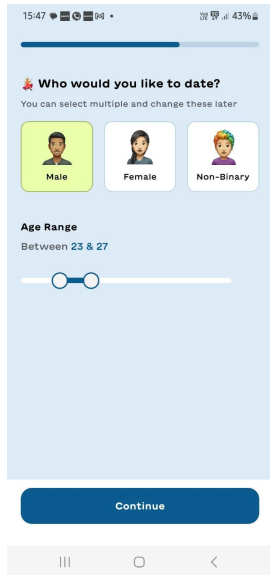 15:47
43%
Who would you like to date?
You can select multiple and change these later
Male
Female
Non-Binary
Age Range
Between 23 & 27
Continue